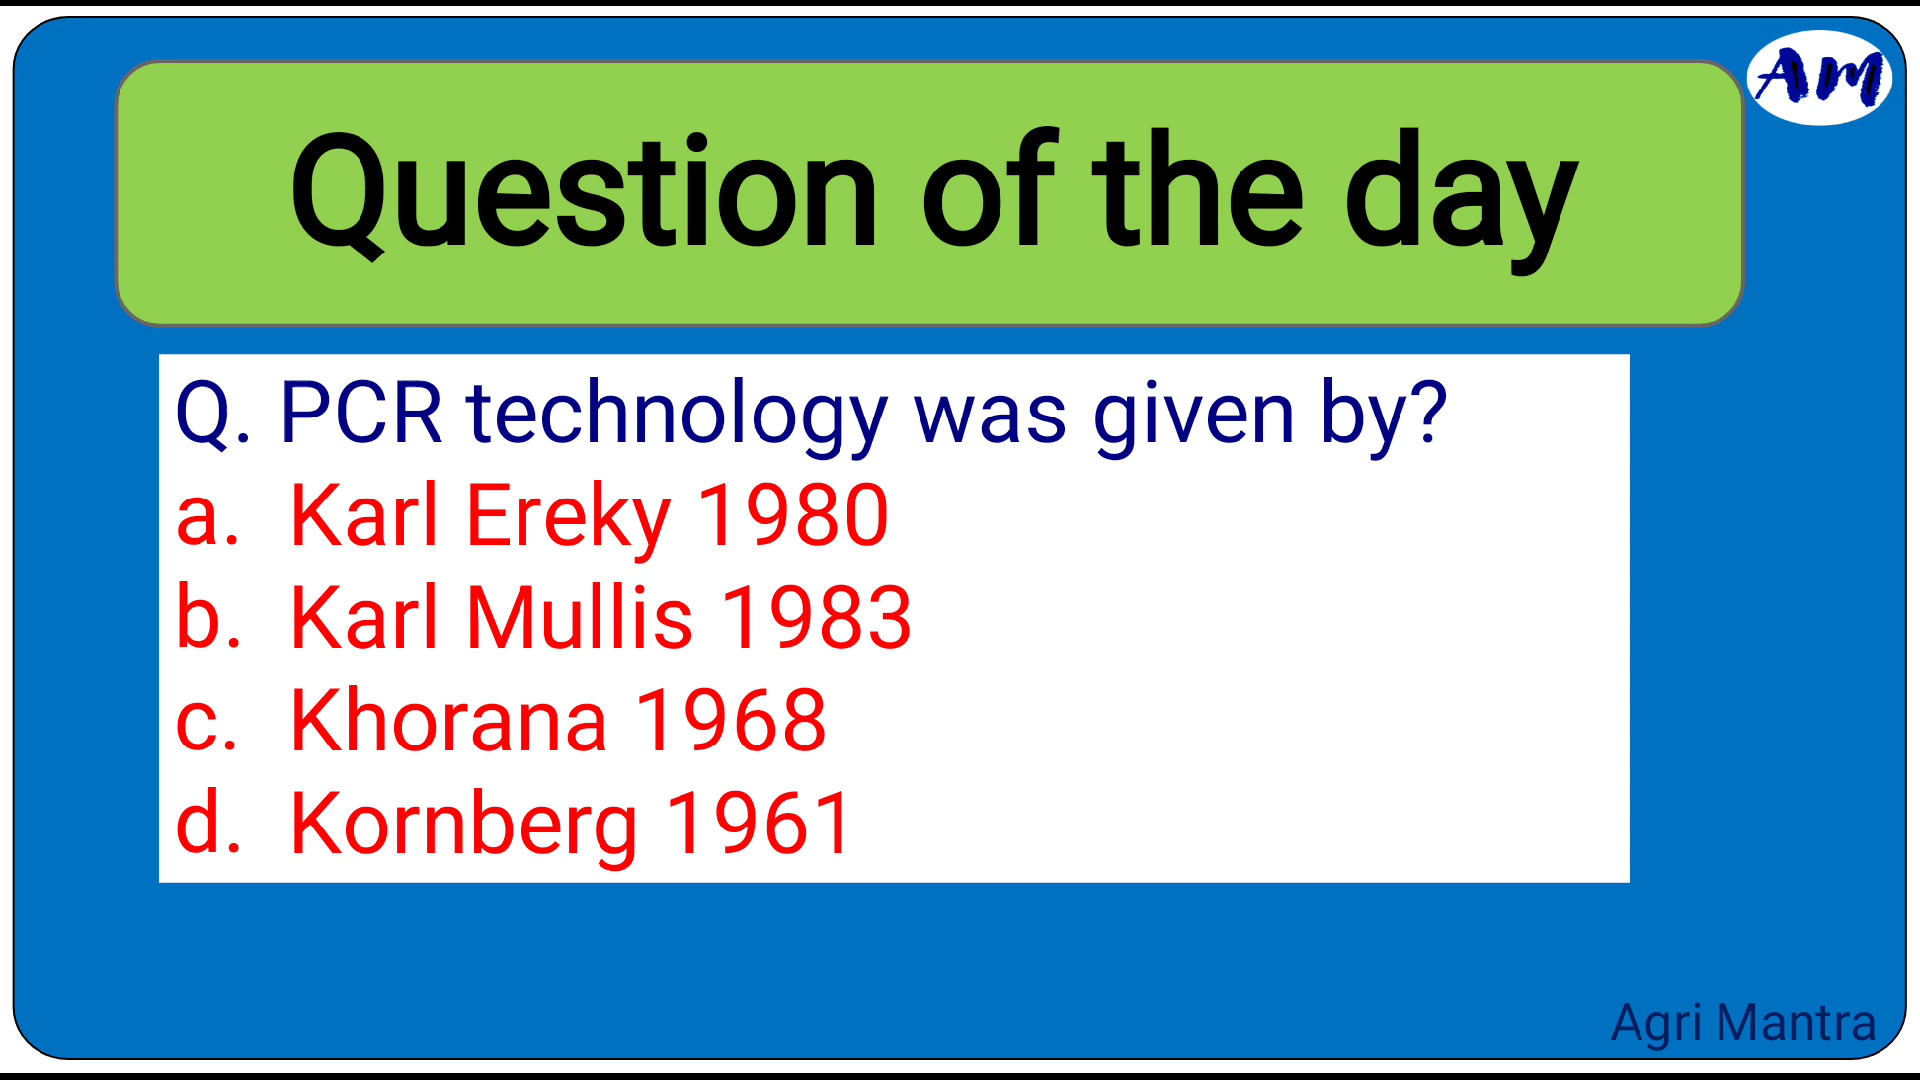 AM
Question of the day
Q. PCR technology was given by?
a. Karl Ereky 1980
b. Karl Mullis 1983
c. Khorana 1968
d. Kornberg 1961
Agri Mantra